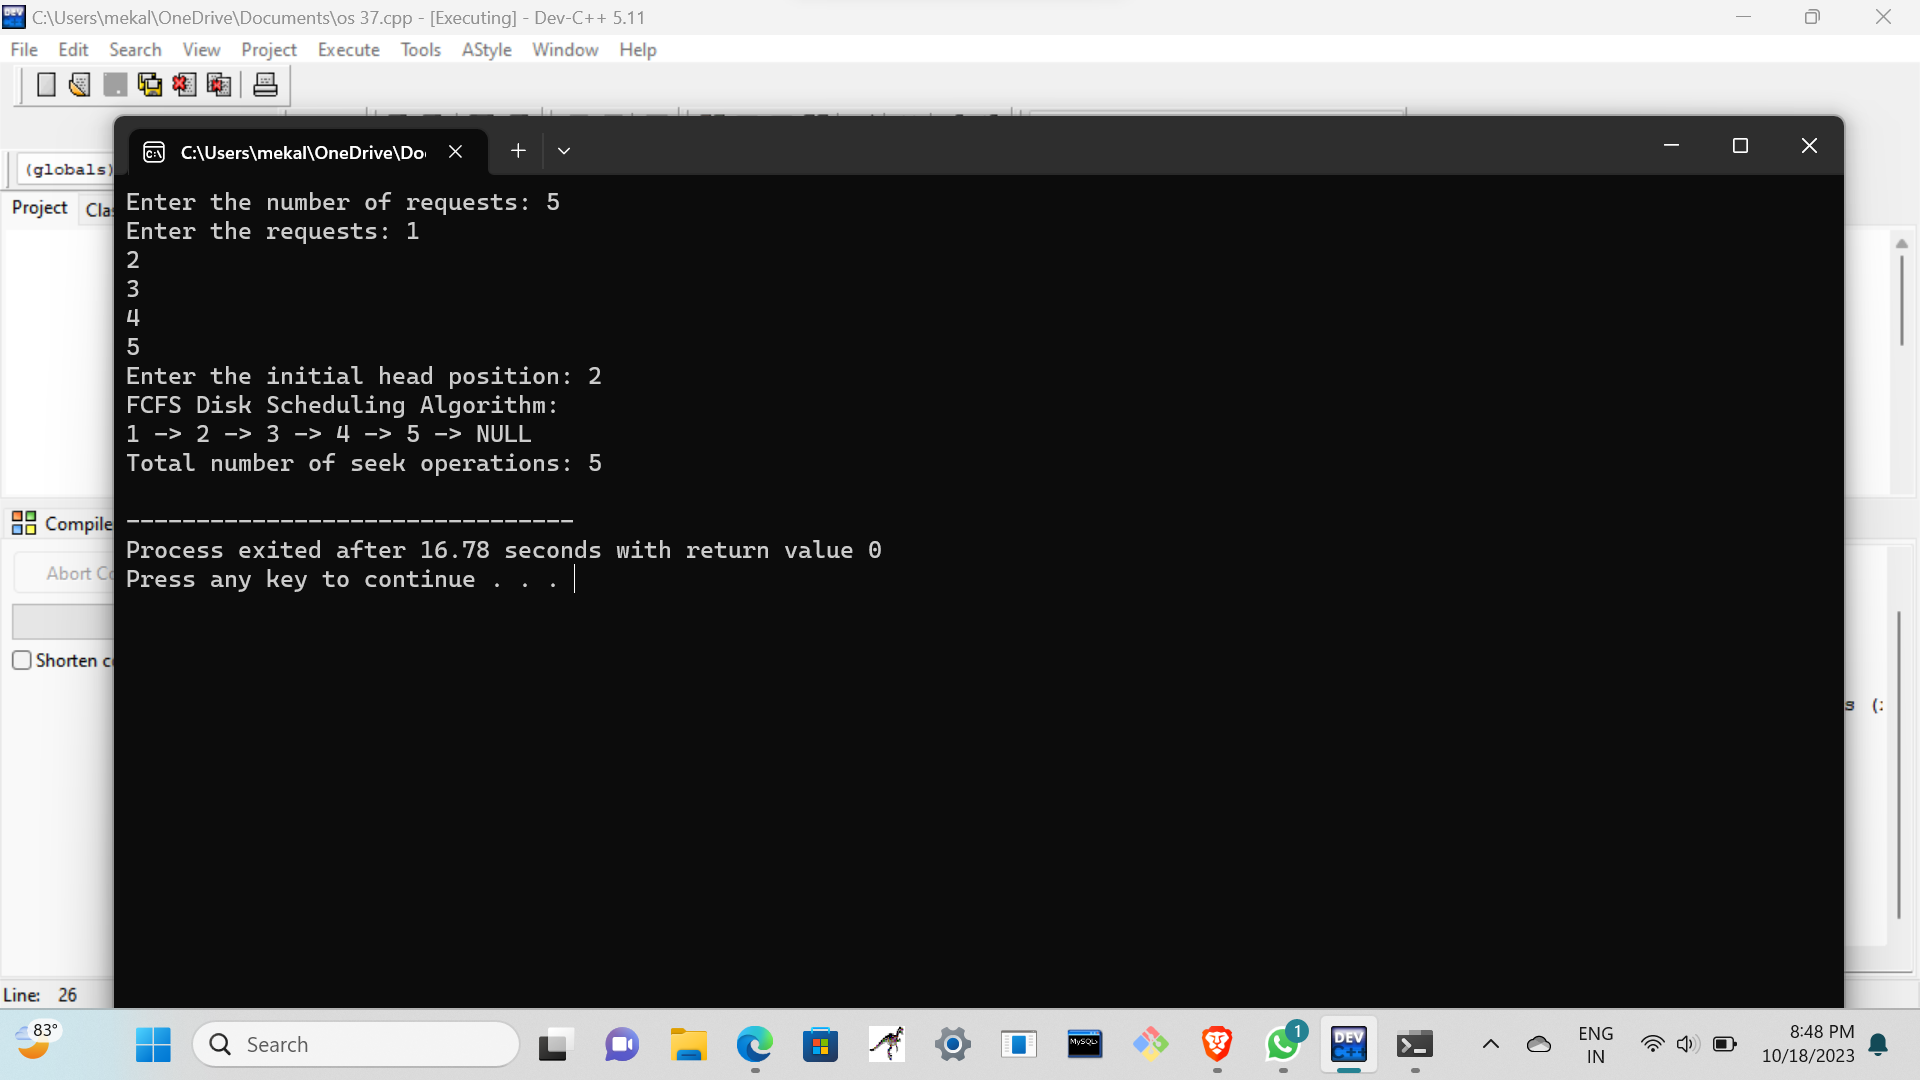 C:\Users\mekal\OneDrive\Documents\os 37.cpp - [Executing] - Dev-C++ 5.11
File Edit Search View Project Execute Tools AStyle Window Help
C:\Users\mekal\OneDrive\Do
(globals)
Project
Enter the number of requests: 5
Enter the requests: 1
2
3
4
5
Enter the initial head position: 2
FCFS Disk Scheduling Algorithm:
1 -> 2 -> 3 -> 4 -> 5 -> NULL
Total number of seek operations: 5
--------------------------------
Process exited after 16.78 seconds with return value 0
Press any key to continue . . .
Compile
Abort
Shorten
Line: 26
83°
Search
MySQL>
1
DEV C++
ENG
IN
8:48 PM
10/18/2023